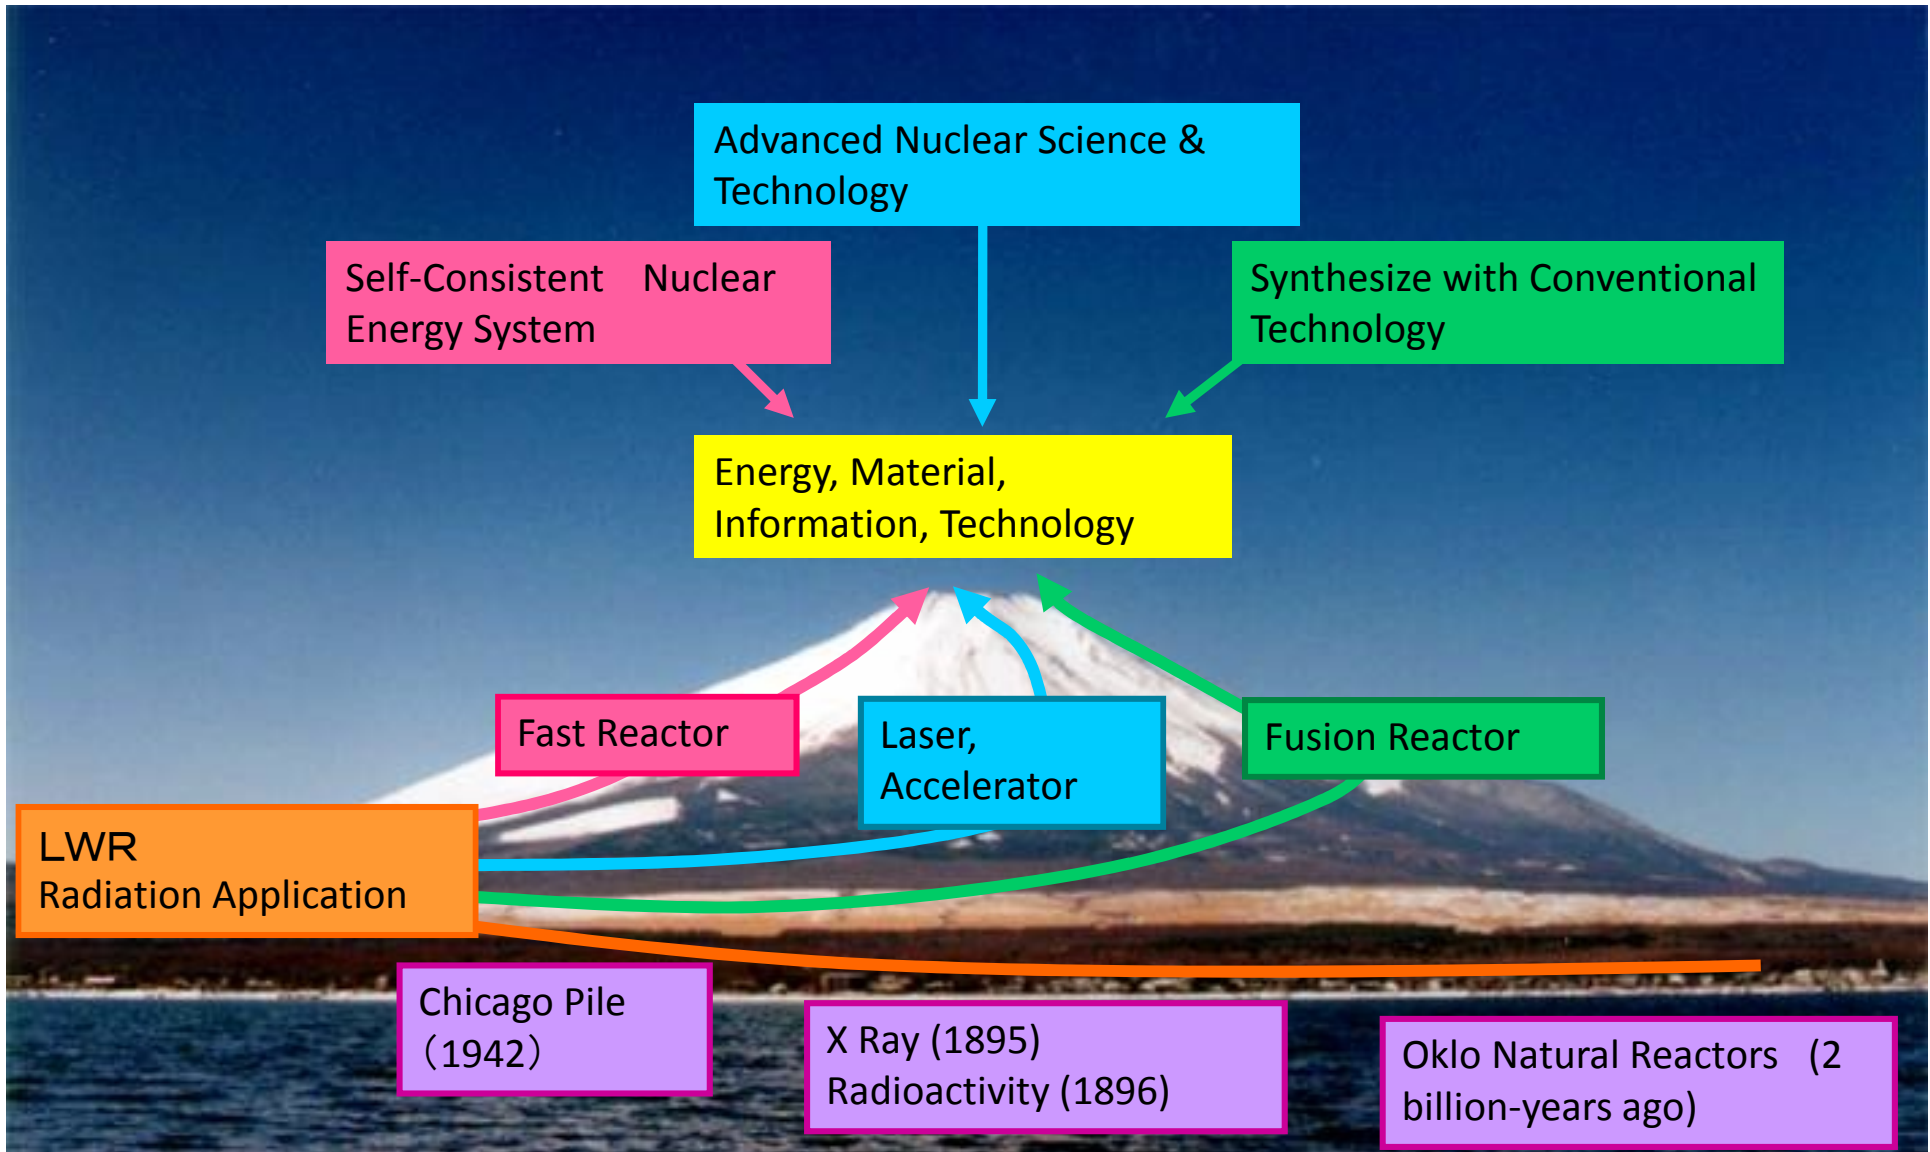 Advanced Nuclear Science &
Technology
Self-Consistent Nuclear
Energy System
Synthesize with Conventional
Technology
Energy, Material,
Information, Technology
Fast Reactor
Laser,
Accelerator
Fusion Reactor
LWR
Radiation Application
Chicago Pile
（1942）
X Ray (1895)
Radioactivity (1896)
Oklo Natural Reactors (2
billion-years ago)